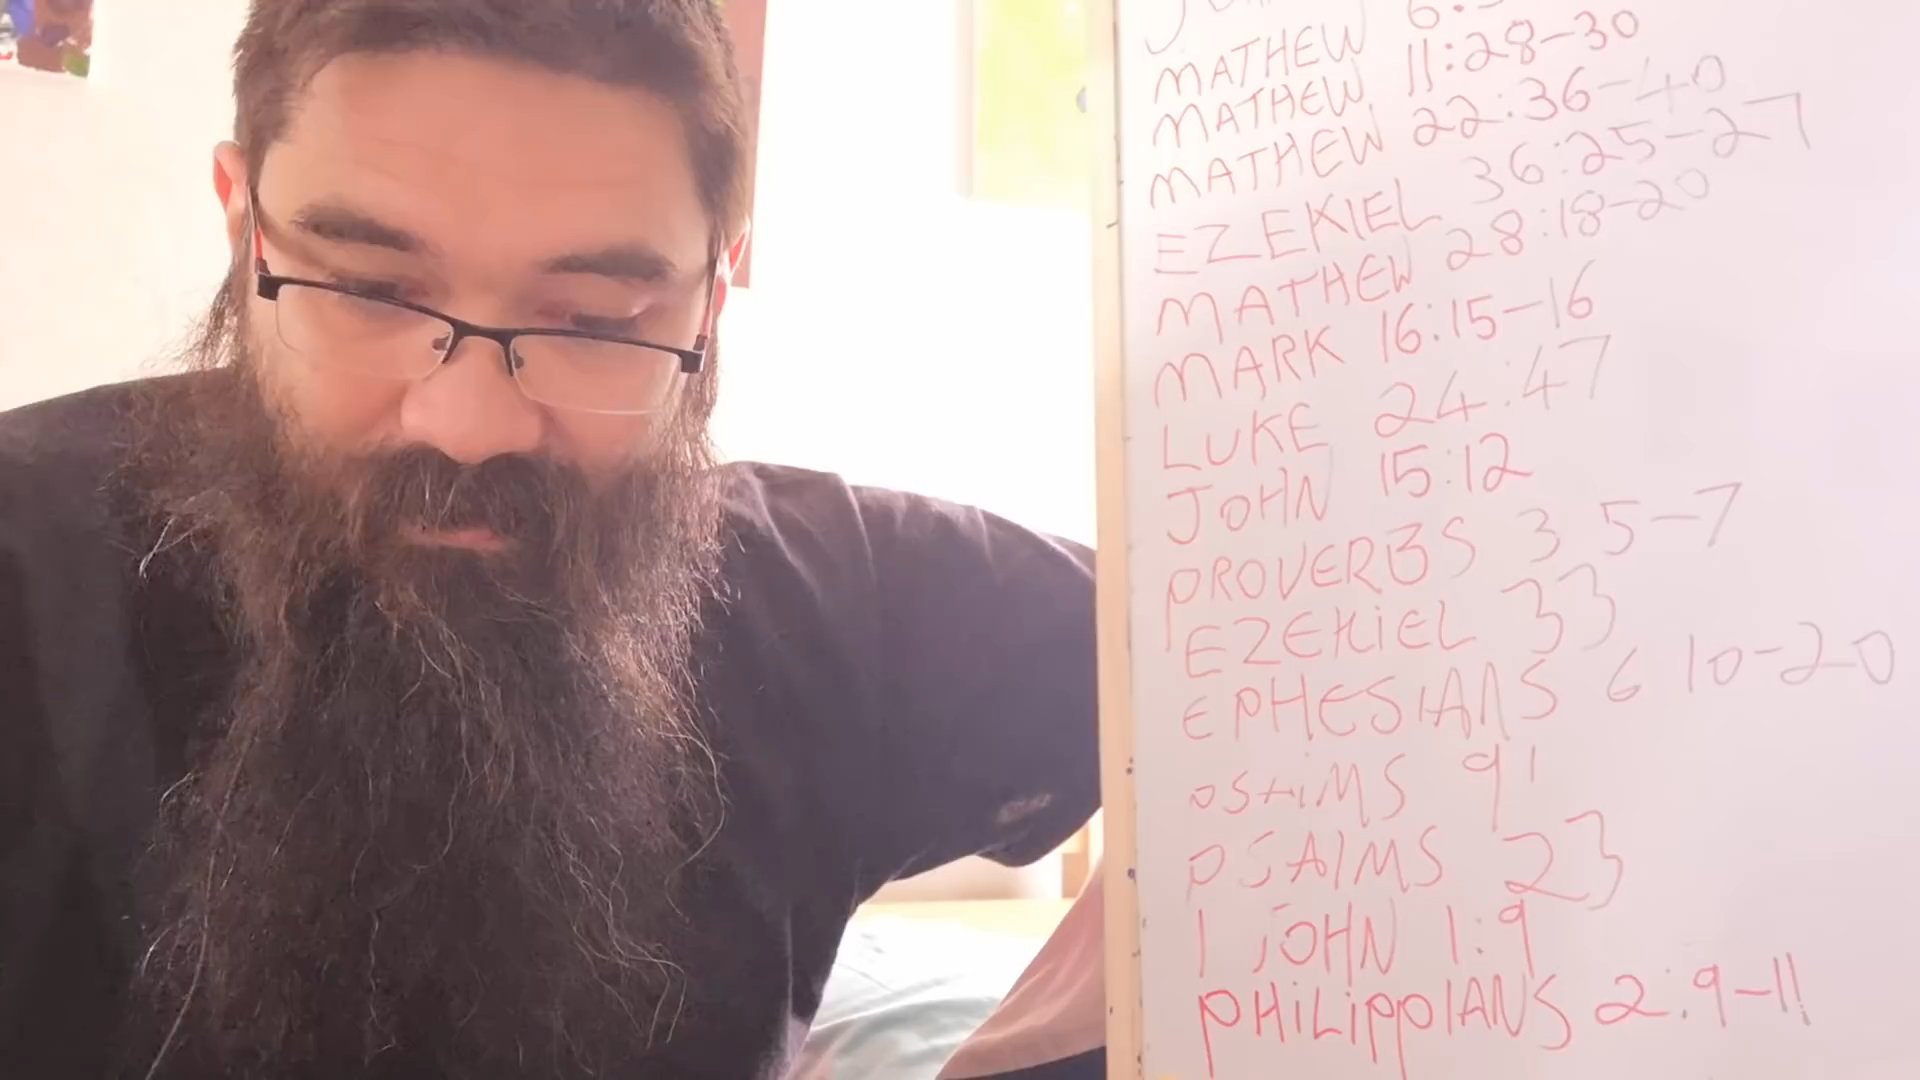 MATHEW 6:
MATHEW 11:28-30
MATHEW 22:36-40
EZEKIEL 36:25-27
MATHEW 28:18-20
MARK 16:15-16
LUKE 24:47
JOHN 15:12
PROVERBS 3 5-7
EZEKIEL 33
EPHESIANS 6 10-20
91
PSAlMS 23
1 JOHN 1:9
PHILIPPIANS 2:9-11